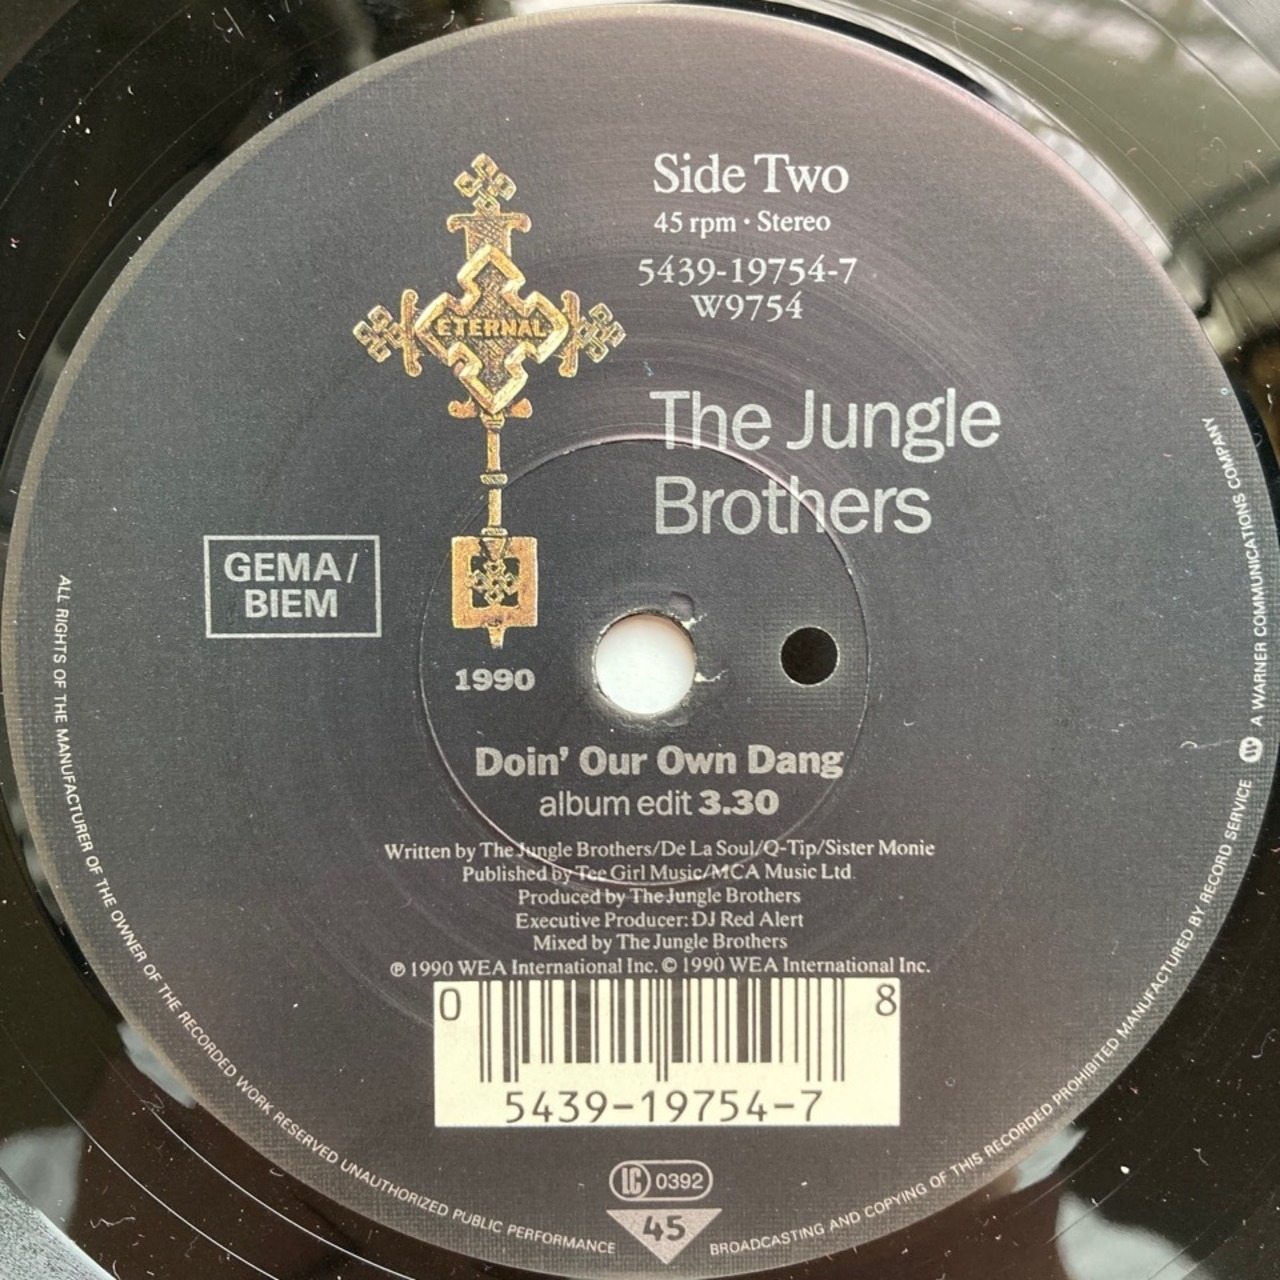 Side Two
45 rpm · Stereo
5439-19754-7
W9754
ETERNAL
The Jungle
Brothers
GEMA/
BIEM
1990
Doin' Our Own Dang
album edit 3.30
Written by The Jungle Brothers/De La Soul/Q-Tip/Sister Monie
Published by Tee Girl Music/MCA Music Ltd.
Produced by The Jungle Brothers
Executive Producer: DJ Red Alert
Mixed by The Jungle Brothers
℗ 1990 WEA International Inc. © 1990 WEA International Inc.
0 8
5439-19754-7
LC 0392
45
ALL RIGHTS OF THE MANUFACTURER OF THE OWNER OF THE RECORDED WORK RESERVED UNAUTHORIZED PUBLIC PERFORMANCE BROADCASTING AND COPYING OF THIS RECORDED PROHIBITED MANUFACTURED BY RECORD SERVICE A WARNER COMMUNICATIONS COMPANY